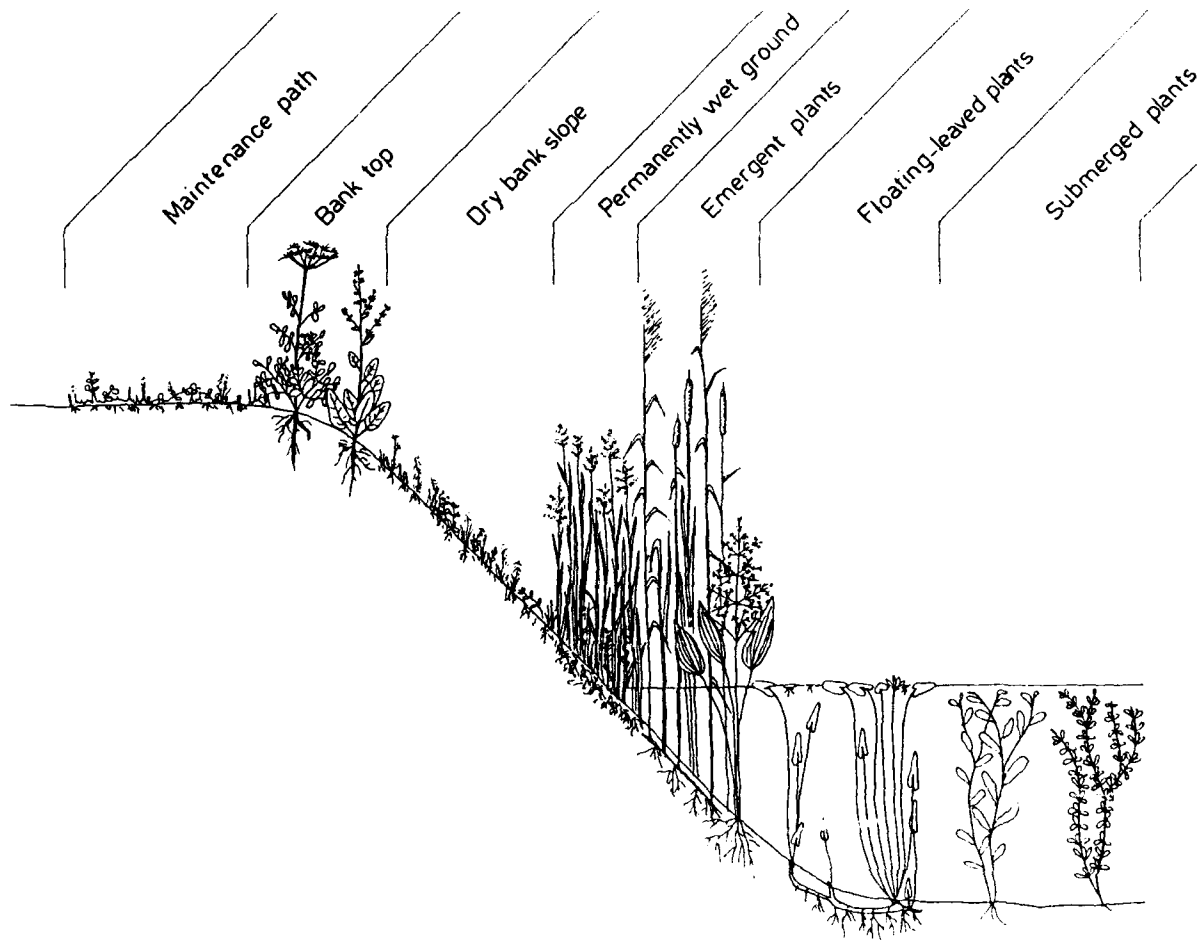 Maintenance path
Bank top
Dry bank slope
Permanently wet ground
Emergent plants
Floating-leaved plants
Submerged plants